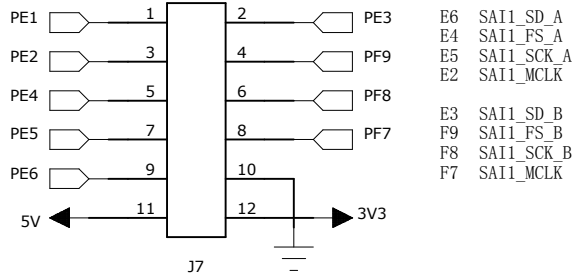 PE1 1 2 PE3
PE2 3 4 PF9
PE4 5 6 PF8
PE5 7 8 PF7
PE6 9 10
5V 11 12 3V3
J7
E6 SAI1_SD_A
E4 SAI1_FS_A
E5 SAI1_SCK_A
E2 SAI1_MCLK
E3 SAI1_SD_B
F9 SAI1_FS_B
F8 SAI1_SCK_B
F7 SAI1_MCLK